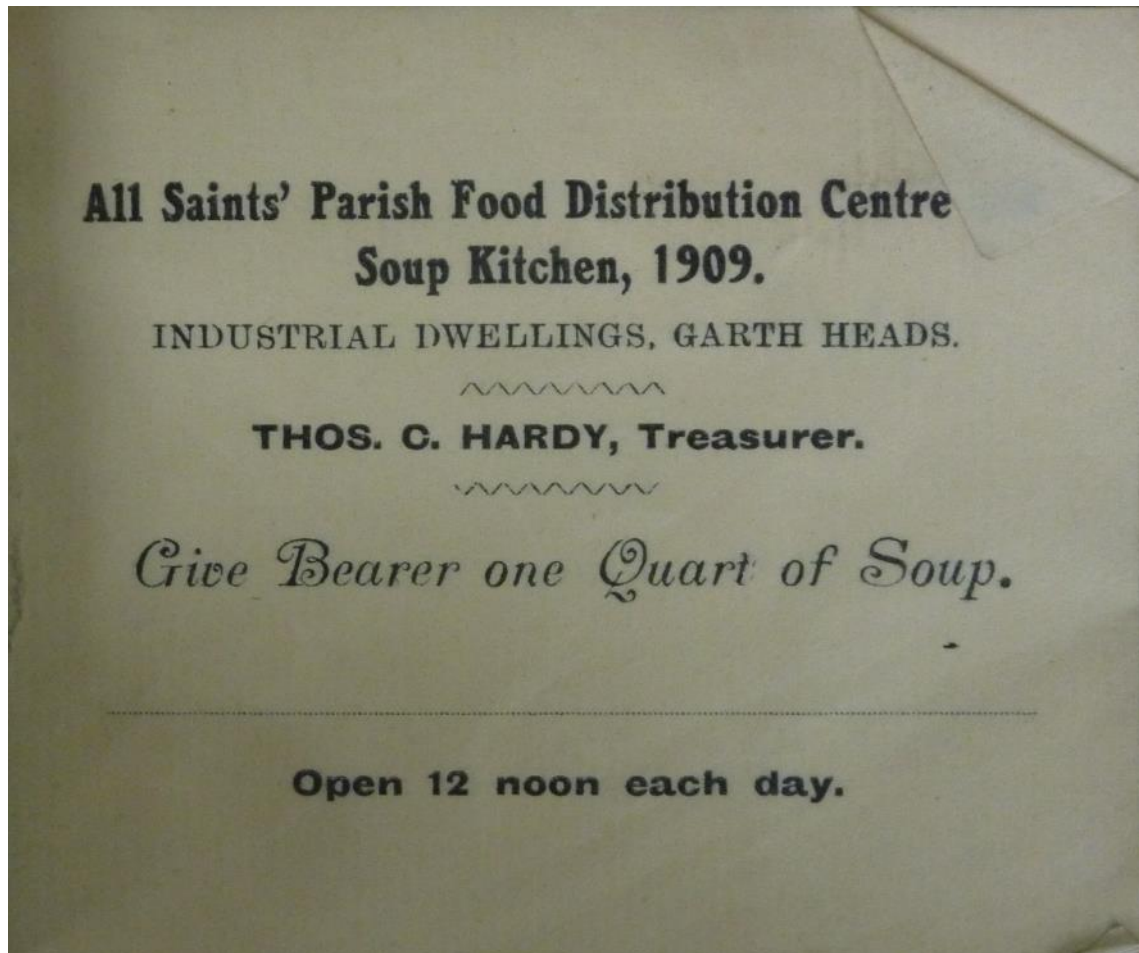 All Saints' Parish Food Distribution Centre
Soup Kitchen, 1909.
INDUSTRIAL DWELLINGS, GARTH HEADS.
THOS. C. HARDY, Treasurer.
Give Bearer one Quart of Soup.
Open 12 noon each day.